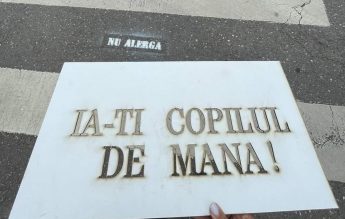 NU ALERGA
IA-TI COPILUL
DE MANA!